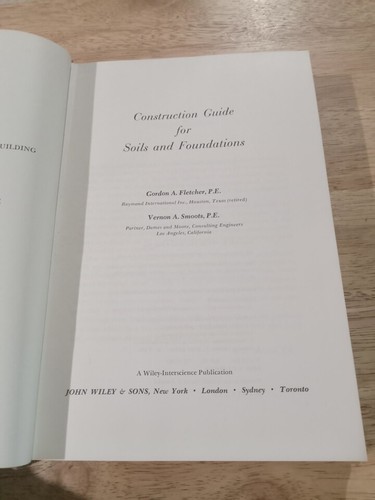 UILDING
Construction Guide
for
Soils and Foundations
Gordon A. Fletcher, P.E.
Raymond International Inc., Houston, Texas (retired)
Vernon A. Smoots, P.E.
Partner, Dames and Moore, Consulting Engineers
Los Angeles, California
A Wiley-Interscience Publication
JOHN WILEY & SONS, New York • London • Sydney • Toronto